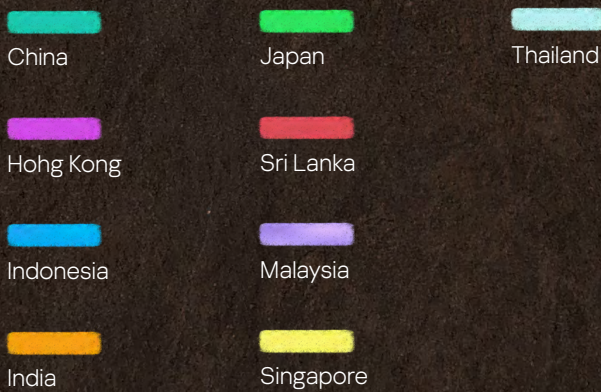 China
Japan
Thailand
Hohg Kong
Sri Lanka
Indonesia
Malaysia
India
Singapore